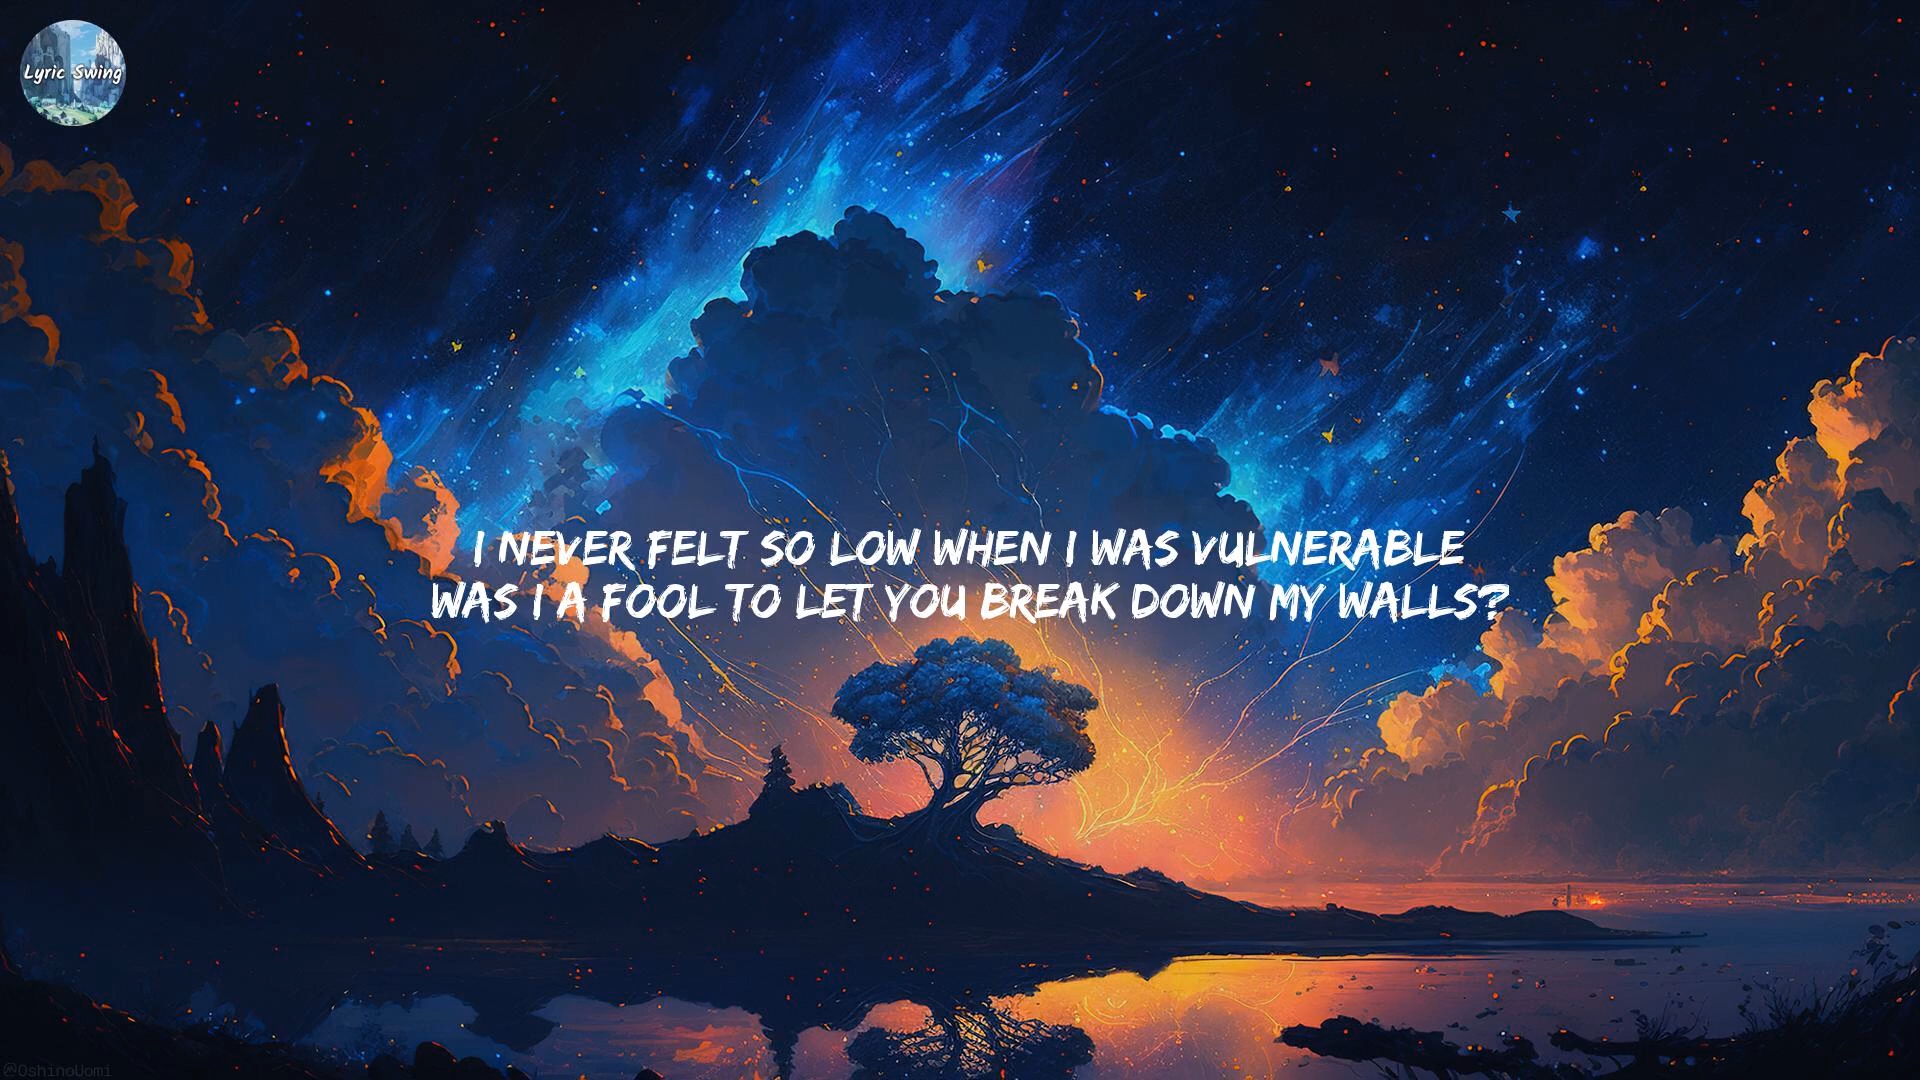 Lyric Swing
I NEVER FELT SO LOW WHEN I WAS VULNERABLE
WAS I A FOOL TO LET YOU BREAK DOWN MY WALLS?
@OshinoUomi